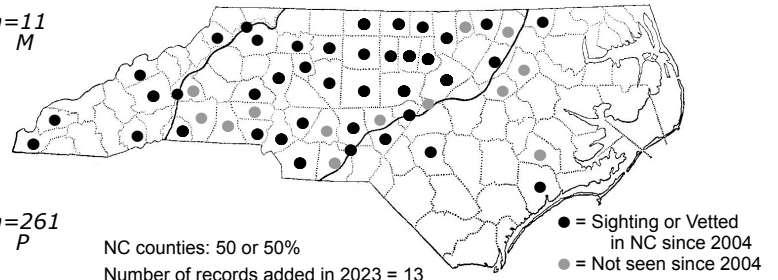 n=11
M
n=261
P
NC counties: 50 or 50%
Number of records added in 2023 = 13
● = Sighting or Vetted
in NC since 2004
● = Not seen since 2004